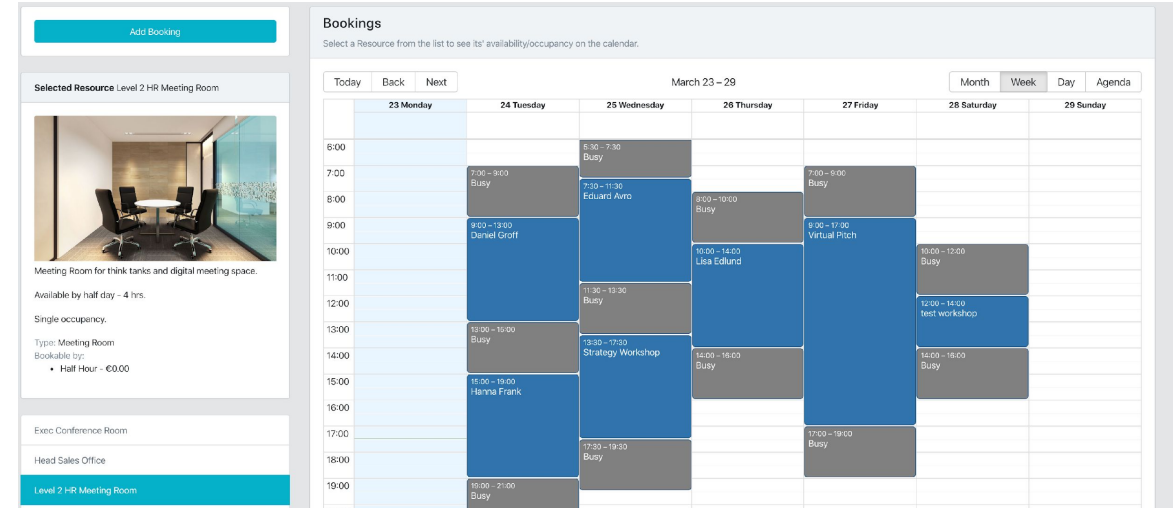 Add Booking
Selected Resource Level 2 HR Meeting Room
Meeting Room for think tanks and digital meeting space.
Available by half day - 4 hrs.
Single occupancy.
Type: Meeting Room
Bookable by:
• Half Hour - €0.00
Exec Conference Room
Head Sales Office
Level 2 HR Meeting Room
Bookings
Select a Resource from the list to see its' availability/occupancy on the calendar.
Today Back Next
March 23 – 29
Month Week Day Agenda
23 Monday 24 Tuesday 25 Wednesday 26 Thursday 27 Friday 28 Saturday 29 Sunday
6:00
7:00
8:00
9:00
10:00
11:00
12:00
13:00
14:00
15:00
16:00
17:00
18:00
19:00
7:00 – 9:00
Busy
9:00 – 13:00
Daniel Groff
13:00 – 15:00
Busy
15:00 – 19:00
Hanna Frank
19:00 – 21:00
Busy
5:30 – 7:30
Busy
7:30 – 11:30
Eduard Avro
11:30 – 13:30
Busy
13:30 – 17:30
Strategy Workshop
17:30 – 19:30
Busy
8:00 – 10:00
Busy
10:00 – 14:00
Lisa Edlund
14:00 – 16:00
Busy
7:00 – 9:00
Busy
9:00 – 17:00
Virtual Pitch
17:00 – 19:00
Busy
10:00 – 12:00
Busy
12:00 – 14:00
test workshop
14:00 – 16:00
Busy